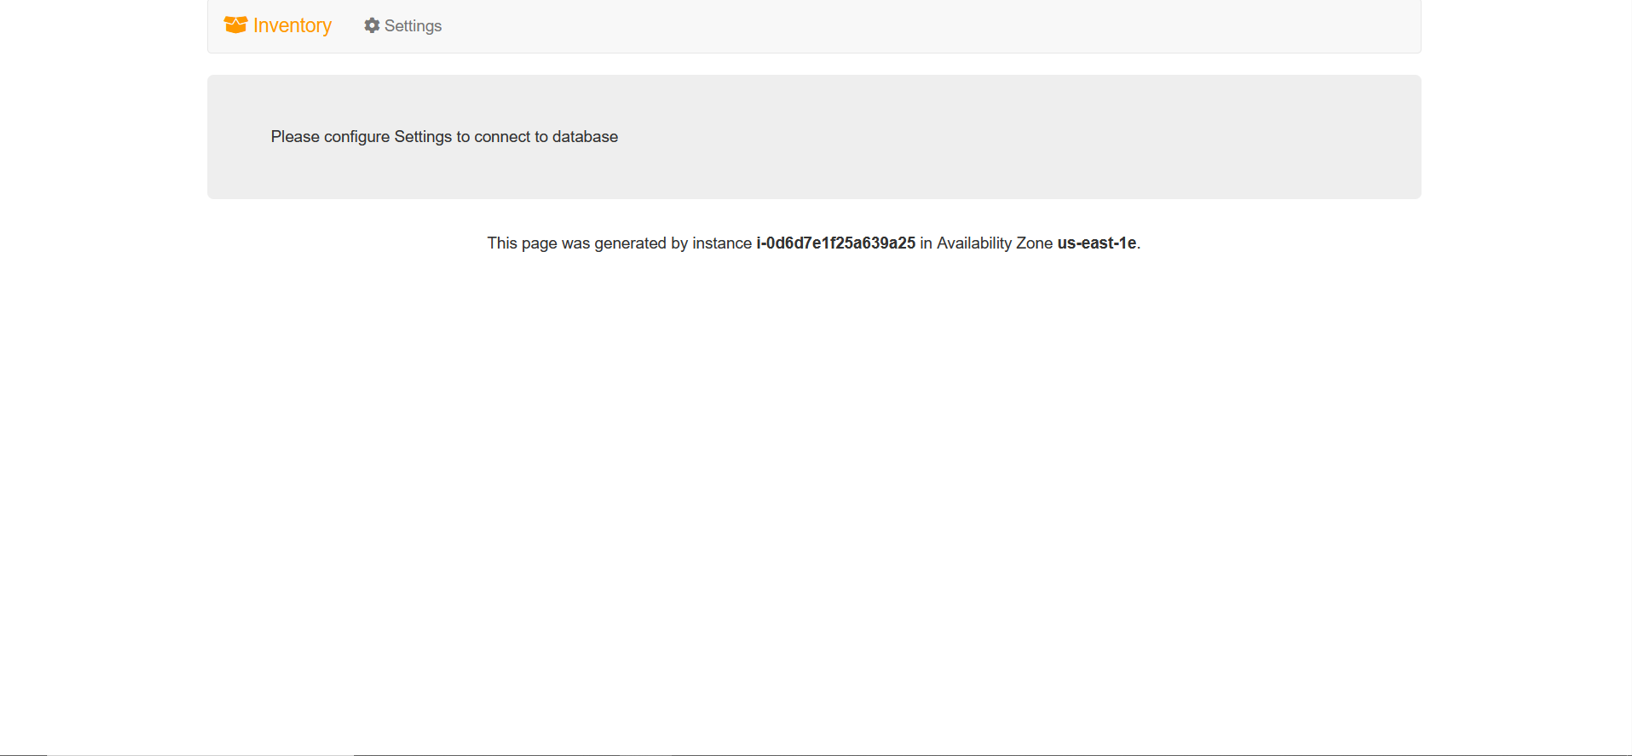 Inventory Settings
Please configure Settings to connect to database
This page was generated by instance i-0d6d7e1f25a639a25 in Availability Zone us-east-1e.